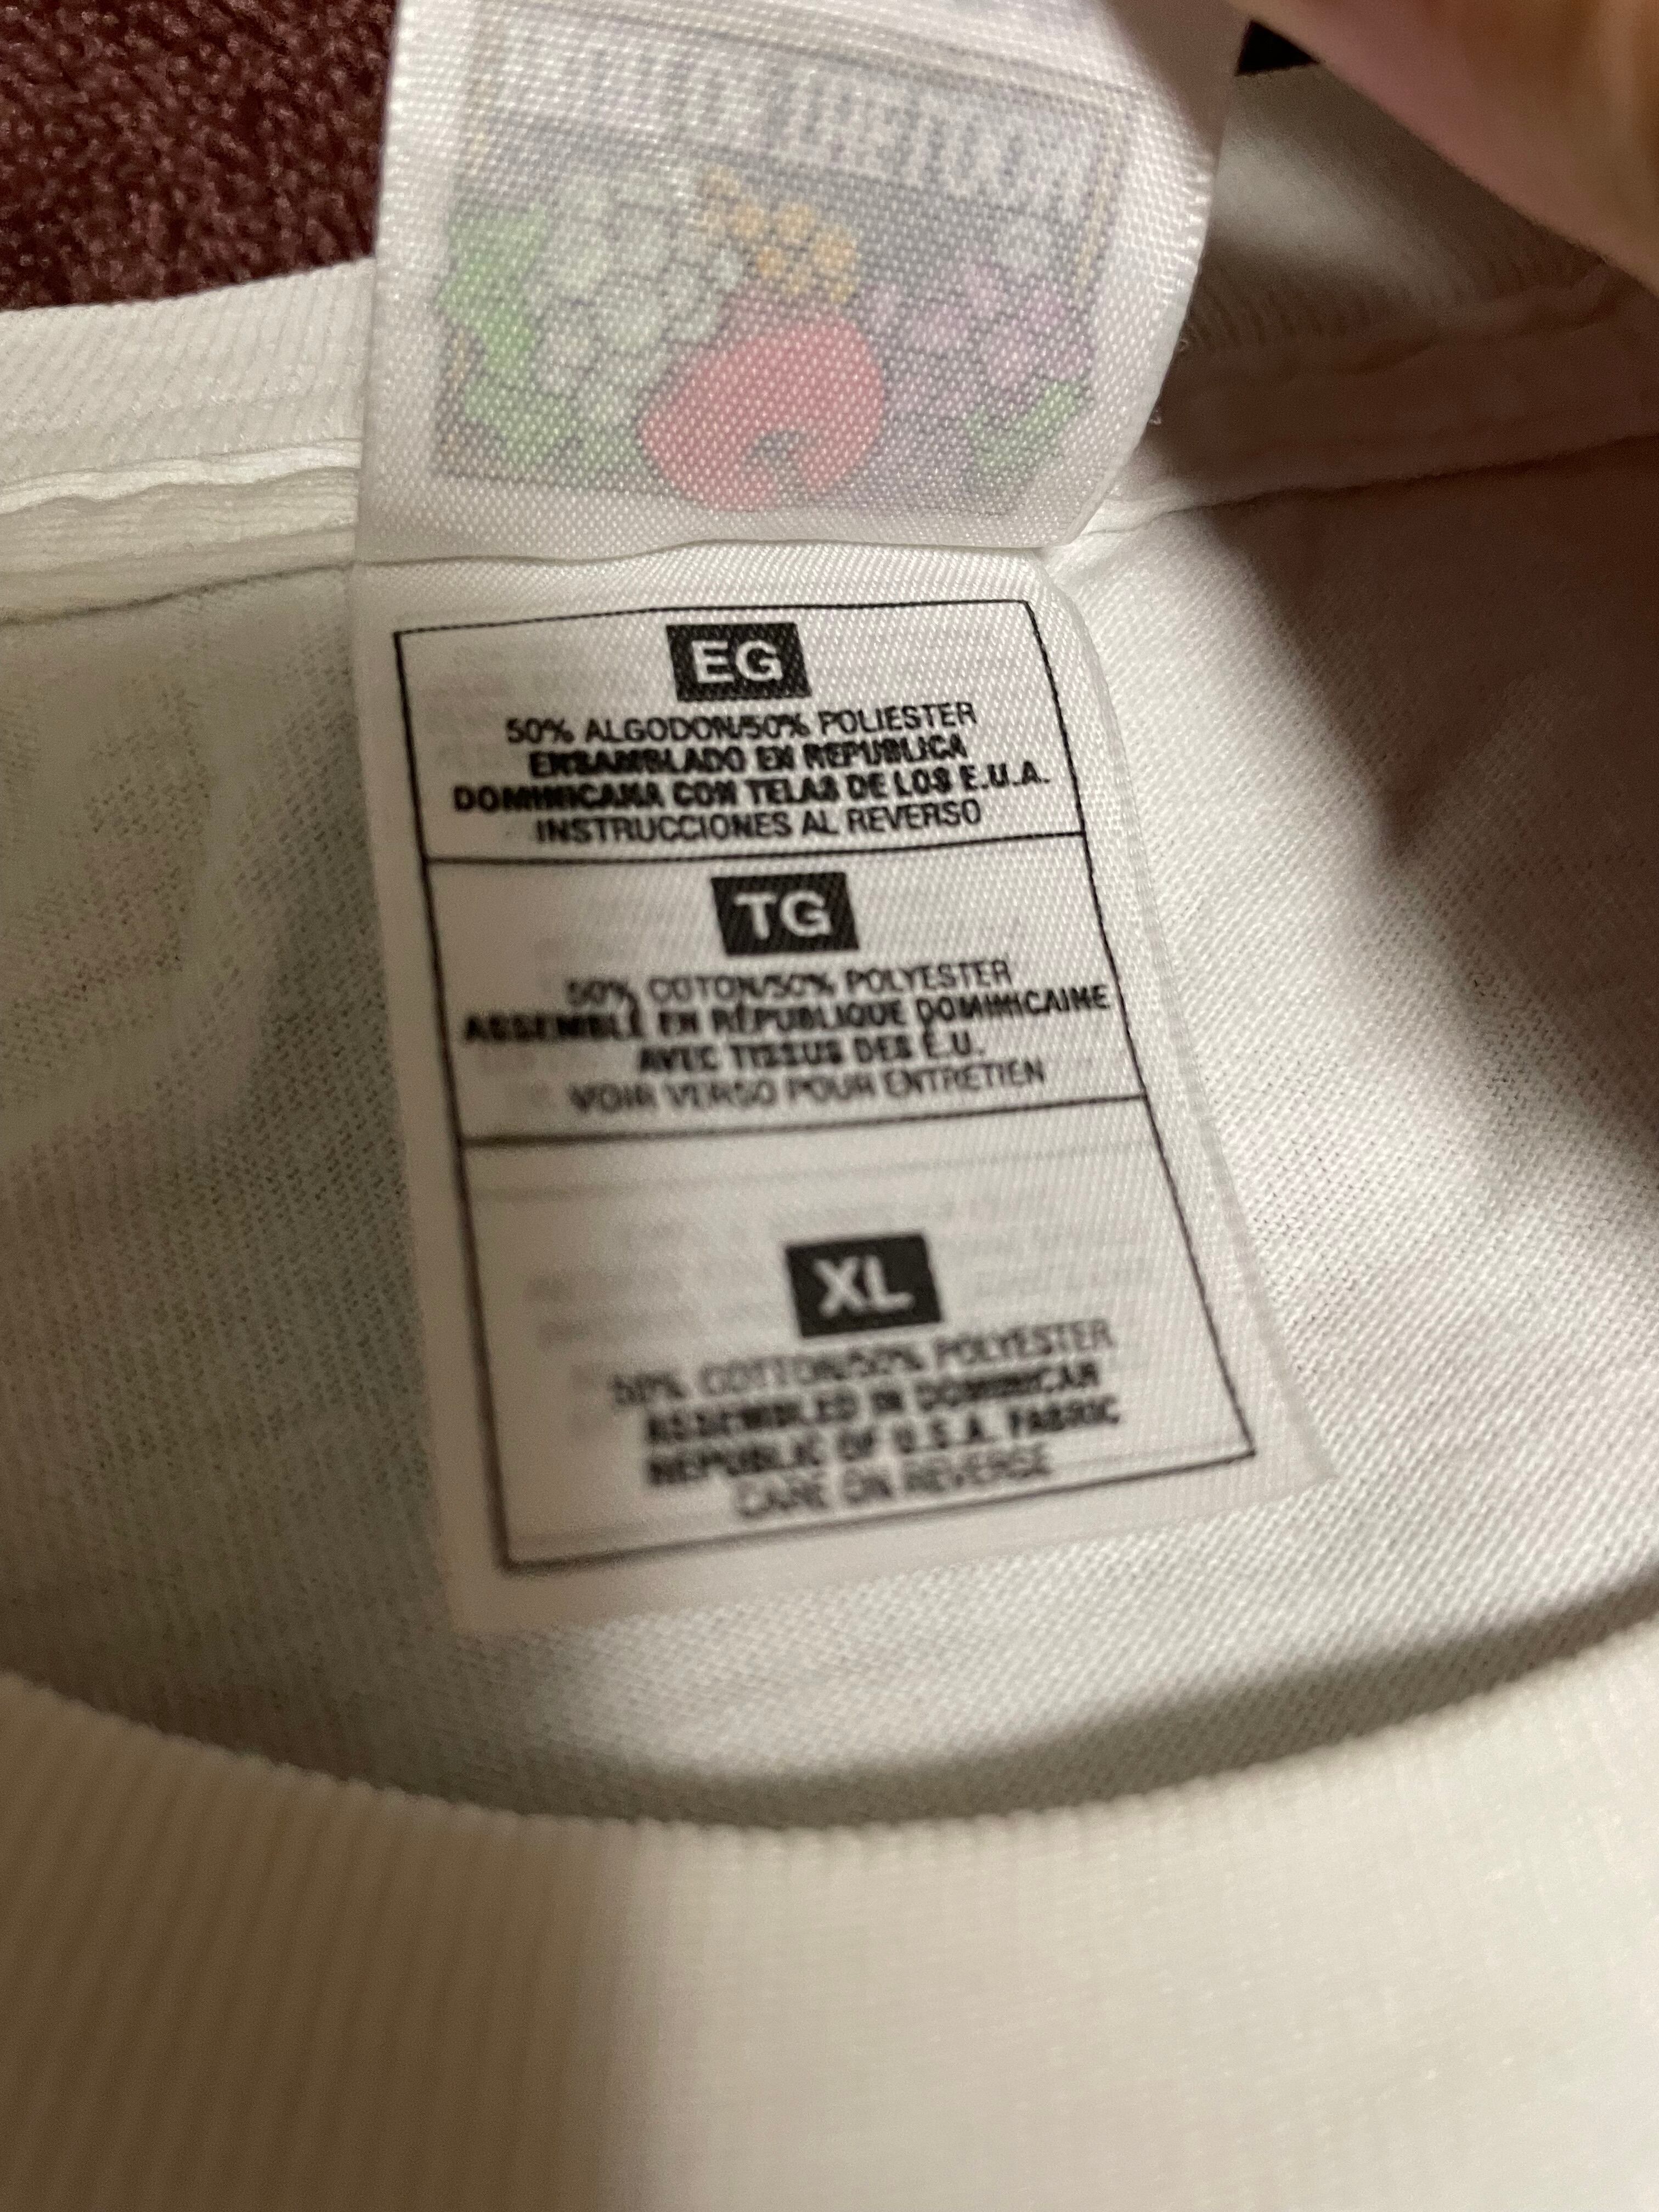 EG
50% ALGODON/50% POLIESTER
ENSAMBLADO EN REPUBLICA
DOMINICANA CON TELAS DE LOS E.U.A.
INSTRUCCIONES AL REVERSO
TG
50% COTON/50% POLYESTER
ASSEMBLÉ EN RÉPUBLIQUE DOMINICAINE
AVEC TISSUS DES É.U.
VOIR VERSO POUR ENTRETIEN
XL
50% COTTON/50% POLYESTER
ASSEMBLED IN DOMINICAN
REPUBLIC OF U.S.A. FABRIC
CARE ON REVERSE